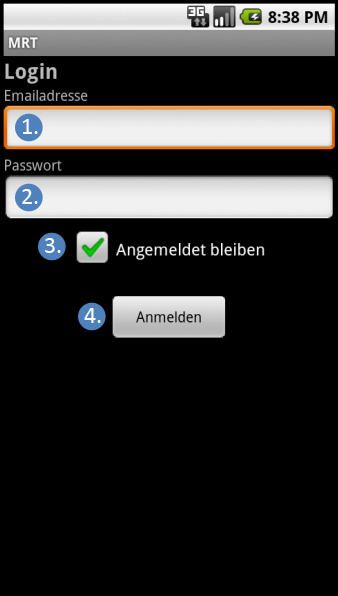 3G 8:38 PM
MRT
Login
Emailadresse
1.
Passwort
2.
3. Angemeldet bleiben
4. Anmelden